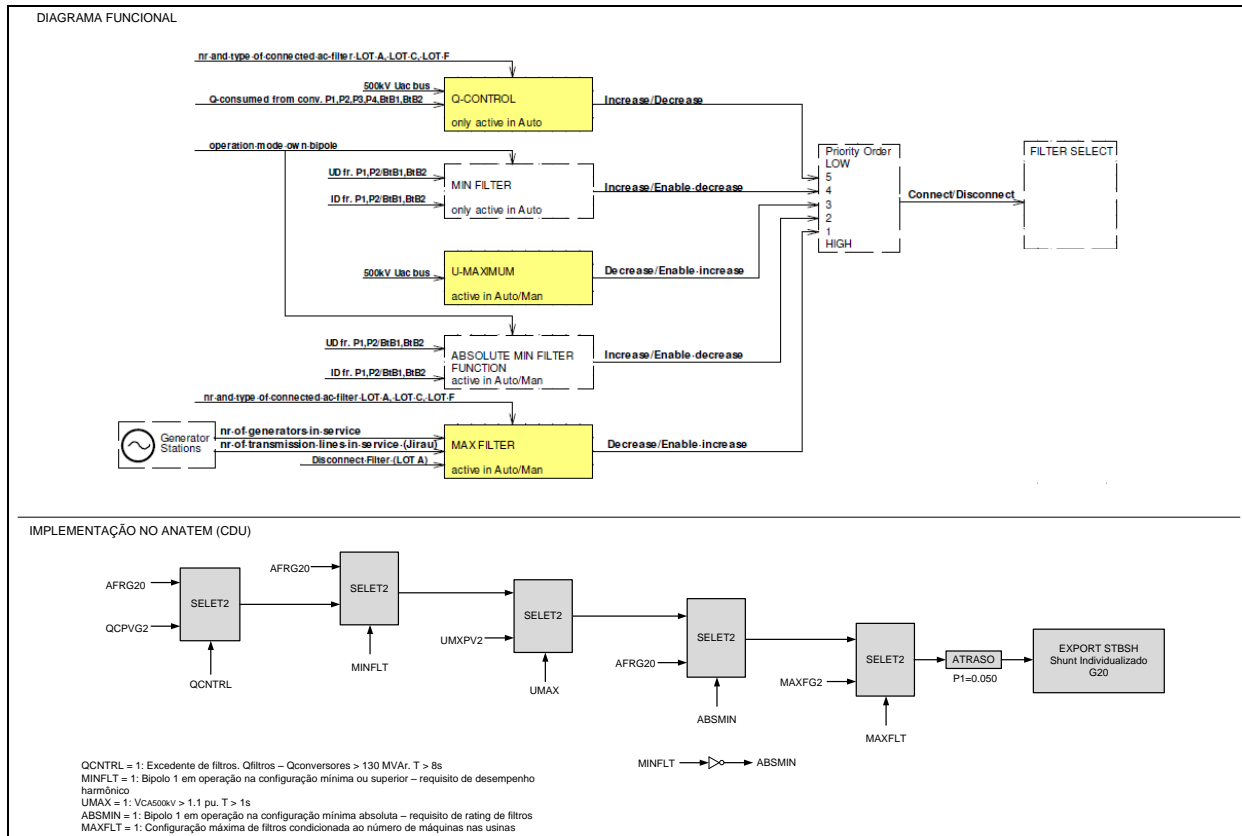 DIAGRAMA FUNCIONAL
nr-and-type-of-connected-ac-filter-LOT-A,-LOT-C,-LOT-F
500kV Uac bus
Q-consumed from conv. P1,P2,P3,P4,BtB1,BtB2
Q-CONTROL
only active in Auto
Increase/Decrease
operation-mode-own-bipole
UD fr. P1,P2/BtB1,BtB2
ID fr. P1,P2/BtB1,BtB2
MIN FILTER
only active in Auto
Increase/Enable-decrease
500kV Uac bus
U-MAXIMUM
active in Auto/Man
Decrease/Enable-increase
UD fr. P1,P2/BtB1,BtB2
ID fr. P1,P2/BtB1,BtB2
ABSOLUTE MIN FILTER
FUNCTION
active in Auto/Man
Increase/Enable-decrease
nr-and-type-of-connected-ac-filter-LOT-A,-LOT-C,-LOT-F
Generator
Stations
nr-of-generators-in-service
nr-of-transmission-lines-in-service-(Jirau)
Disconnect-Filter-(LOT A)
MAX FILTER
active in Auto/Man
Decrease/Enable-increase
Priority Order
LOW
5
4
3
2
1
HIGH
Connect/Disconnect
FILTER SELECT
IMPLEMENTAÇÃO NO ANATEM (CDU)
AFRG20
QCPVG2
SELET2
QCNTRL
AFRG20
SELET2
MINFLT
SELET2
UMXPV2
UMAX
SELET2
AFRG20
ABSMIN
SELET2
MAXFG2
MAXFLT
ATRASO
P1=0.050
EXPORT STBSH
Shunt Individualizado
G20
MINFLT
ABSMIN
QCNTRL = 1: Excedente de filtros. Qfiltros – Qconversores > 130 MVAr. T > 8s
MINFLT = 1: Bipolo 1 em operação na configuração mínima ou superior – requisito de desempenho
harmônico
UMAX = 1: VCA500kV > 1.1 pu. T > 1s
ABSMIN = 1: Bipolo 1 em operação na configuração mínima absoluta – requisito de rating de filtros
MAXFLT = 1: Configuração máxima de filtros condicionada ao número de máquinas nas usinas